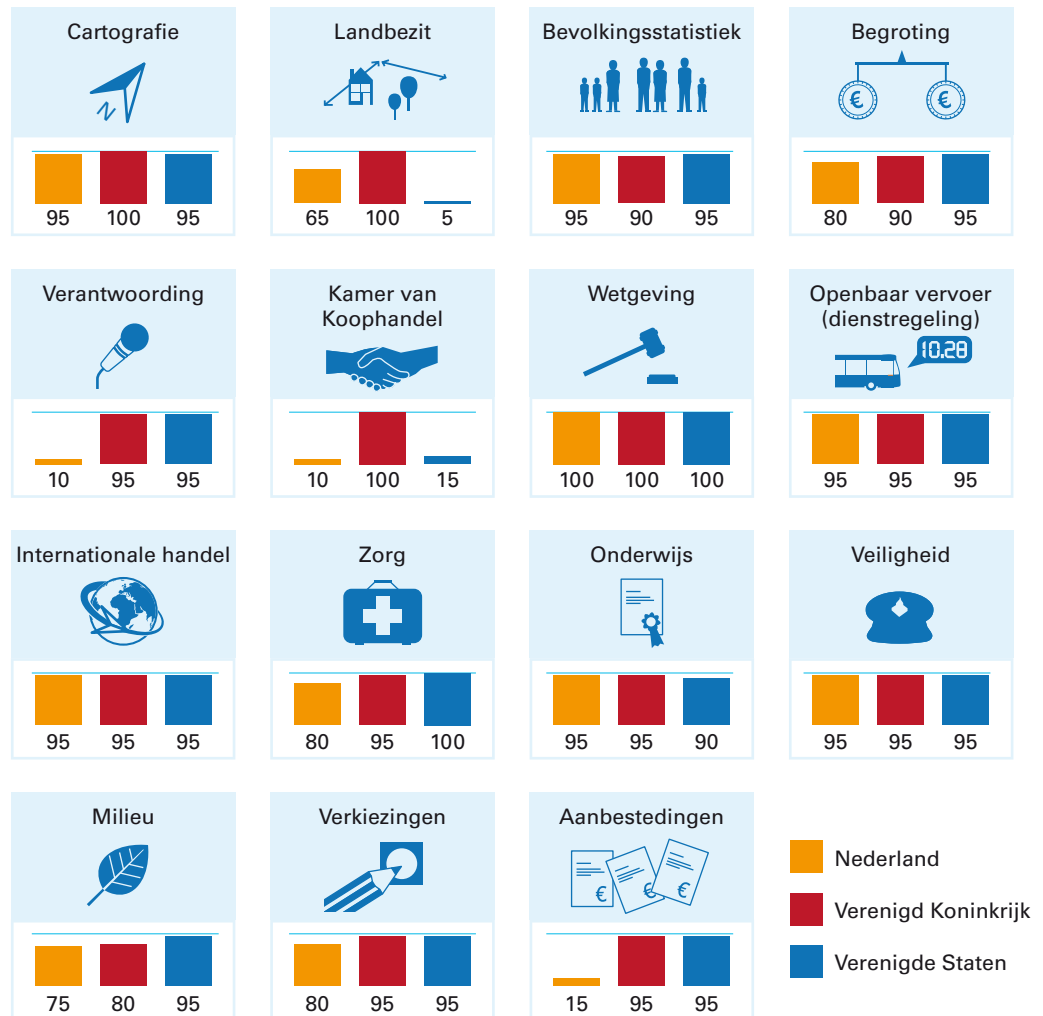 Cartografie
N
95 100 95
Landbezit
65 100 5
Bevolkingsstatistiek
95 90 95
Begroting
€ €
80 90 95
Verantwoording
10 95 95
Kamer van
Koophandel
10 100 15
Wetgeving
100 100 100
Openbaar vervoer
(dienstregeling)
10.28
95 95 95
Internationale handel
95 95 95
Zorg
80 95 100
Onderwijs
95 95 90
Veiligheid
95 95 95
Milieu
75 80 95
Verkiezingen
80 95 95
Aanbestedingen
€ € €
15 95 95
Nederland
Verenigd Koninkrijk
Verenigde Staten